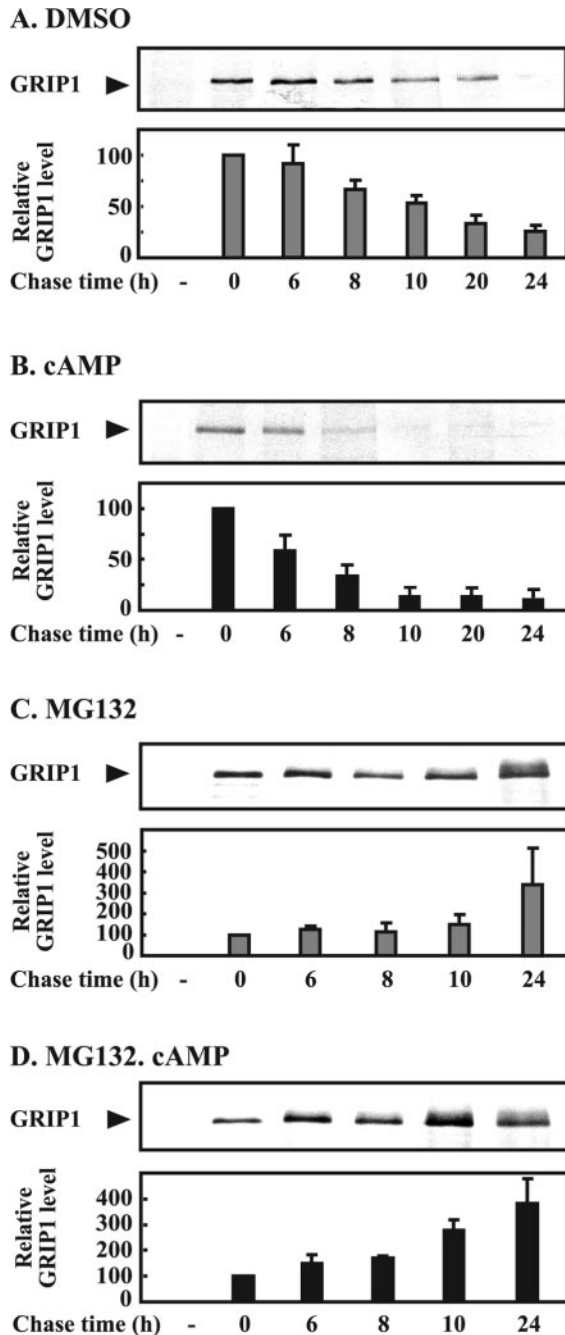 A. DMSO
GRIP1
Relative
GRIP1 level
100
50
0
Chase time (h) - 0 6 8 10 20 24
B. cAMP
GRIP1
Relative
GRIP1 level
100
50
0
Chase time (h) - 0 6 8 10 20 24
C. MG132
GRIP1
Relative
GRIP1 level
500
400
300
200
100
0
Chase time (h) - 0 6 8 10 24
D. MG132. cAMP
GRIP1
Relative
GRIP1 level
400
300
200
100
0
Chase time (h) - 0 6 8 10 24